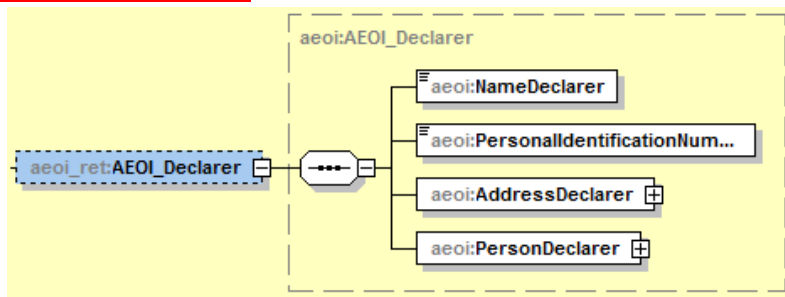 aeoi:AEOI_Declarer
aeoi:NameDeclarer
aeoi:PersonalIdentificationNum...
aeoi_ret:AEOI_Declarer
aeoi:AddressDeclarer
aeoi:PersonDeclarer